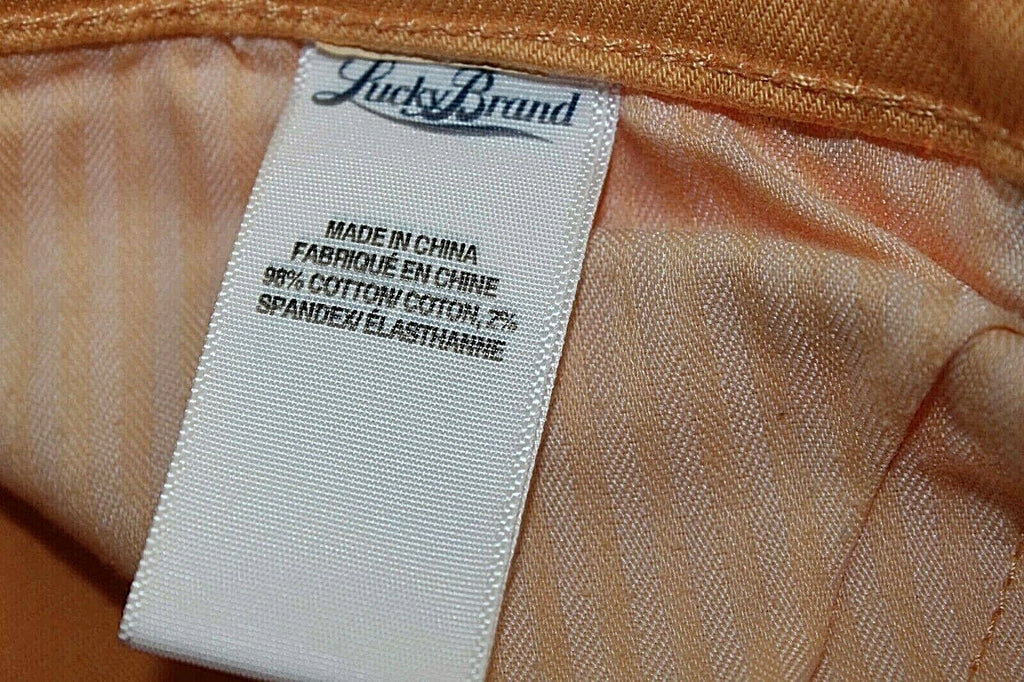 Lucky Brand
MADE IN CHINA
FABRIQUÉ EN CHINE
98% COTTON/COTON, 2%
SPANDEX/ÉLASTHANNE